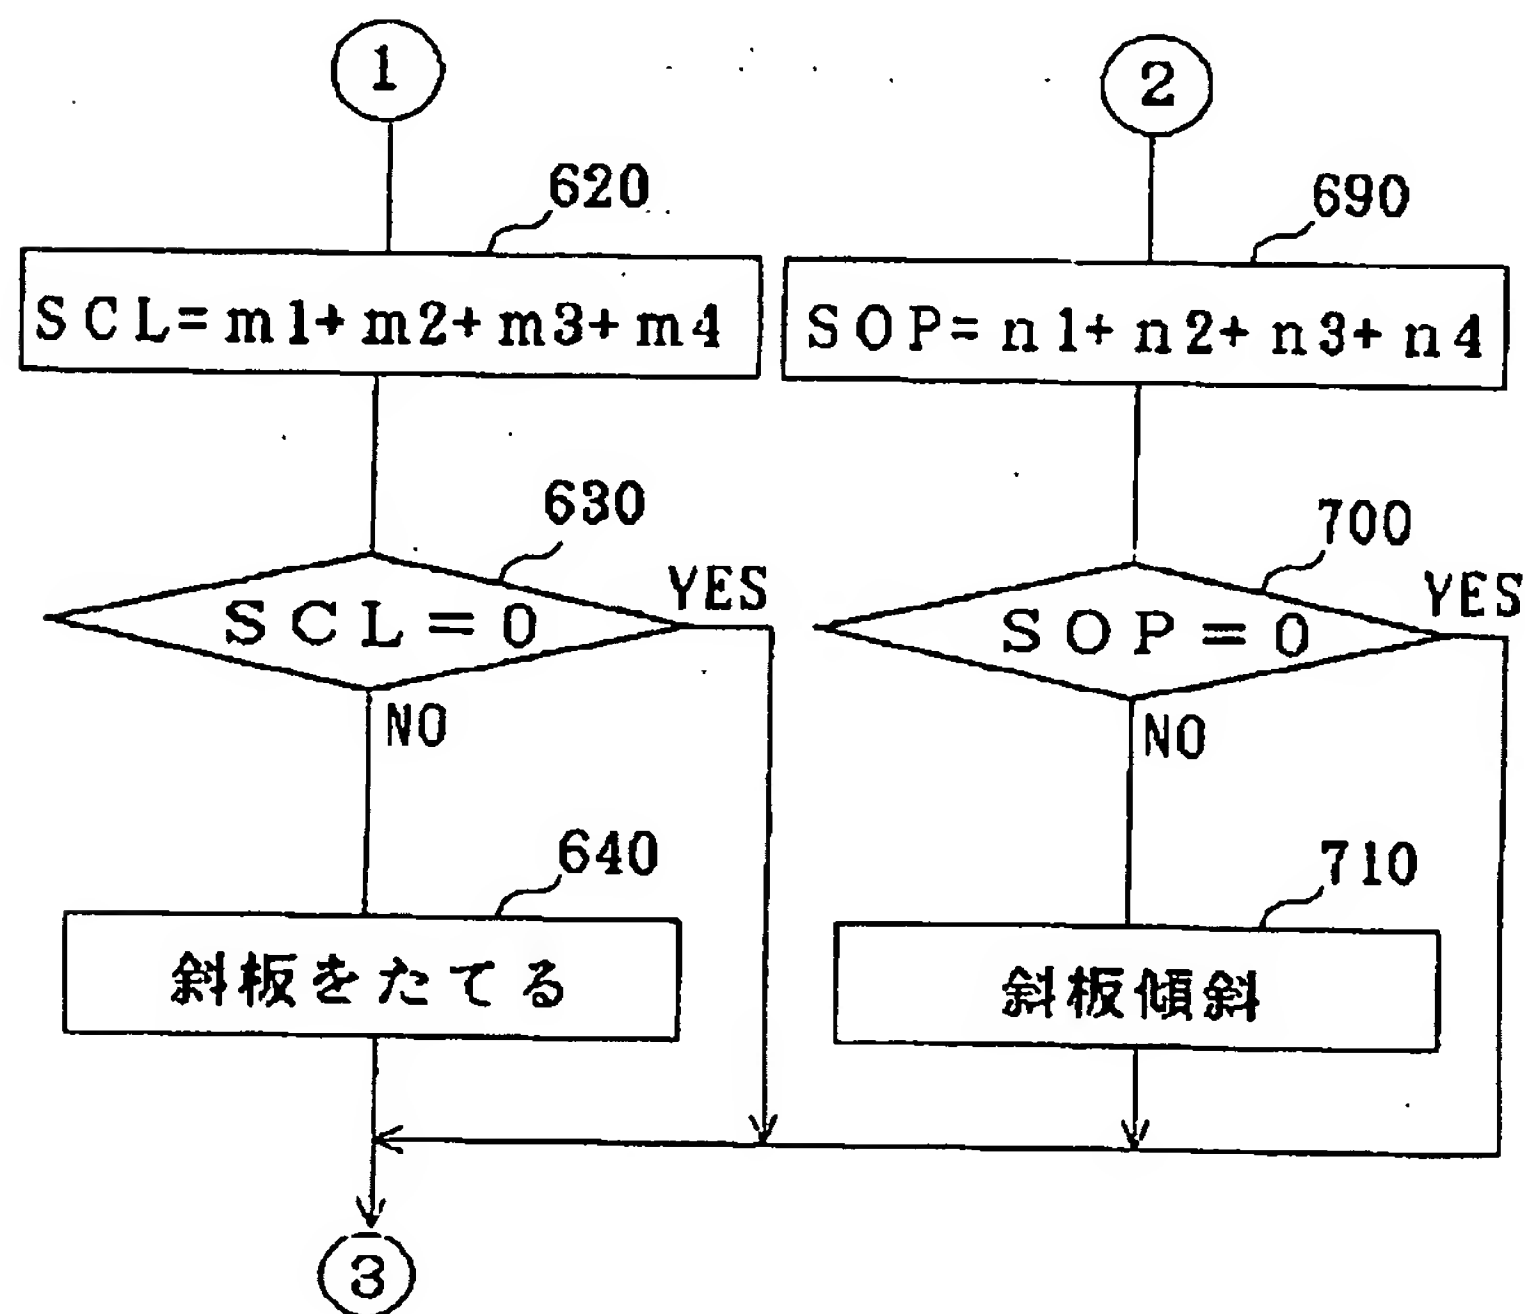 ①
620
SCL=m1+m2+m3+m4
630
SCL=0
YES
NO
640
斜板をたてる
②
690
SOP=n1+n2+n3+n4
700
SOP=0
YES
NO
710
斜板傾斜
③